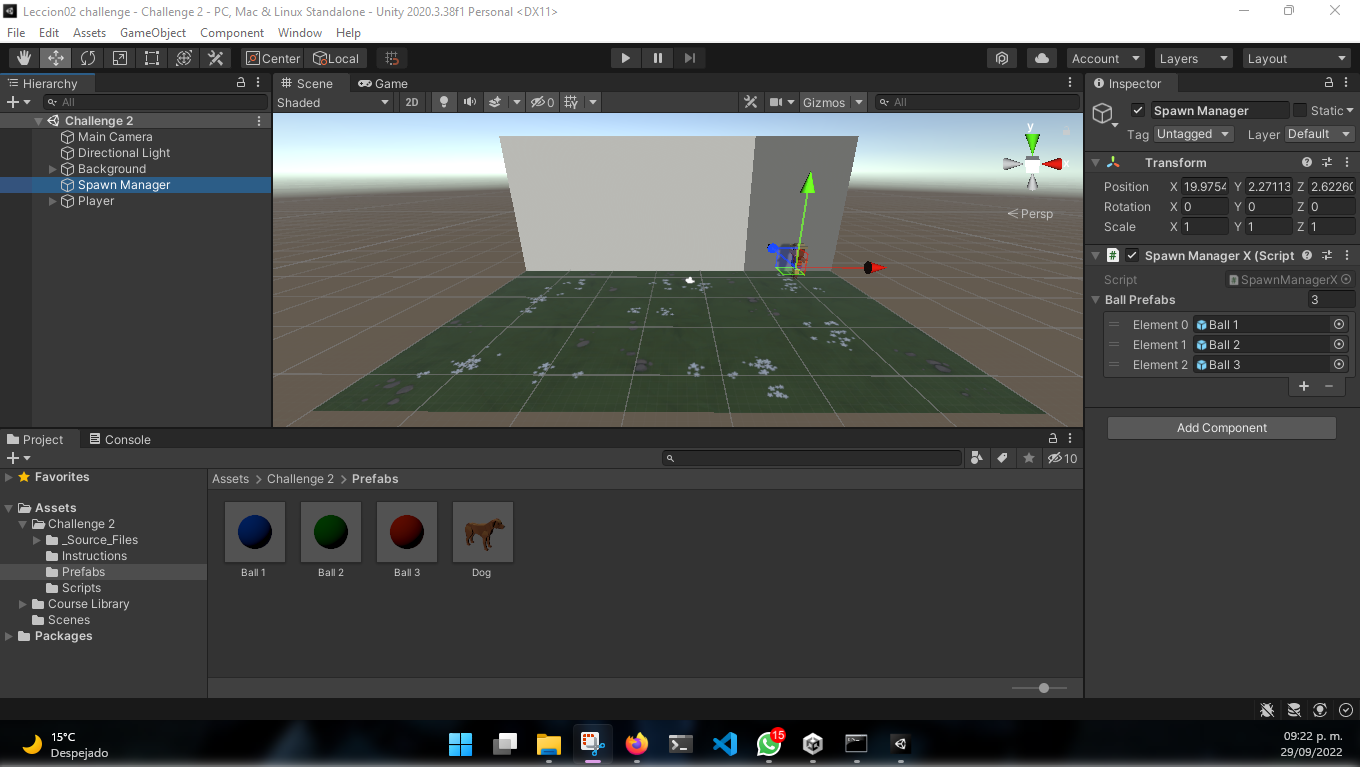 Leccion02 challenge - Challenge 2 - PC, Mac & Linux Standalone - Unity 2020.3.38f1 Personal <DX11>
File Edit Assets GameObject Component Window Help
Center Local Account Layers Layout
Hierarchy
All
Challenge 2
Main Camera
Directional Light
Background
Spawn Manager
Player
Scene Game
Shaded 2D 0 Gizmos All
y
x
Persp
Inspector
Spawn Manager Static
Tag Untagged Layer Default
Transform
Position X 19.9754 Y 2.27113 Z 2.62260
Rotation X 0 Y 0 Z 0
Scale X 1 Y 1 Z 1
# Spawn Manager X (Script
Script SpawnManagerX
Ball Prefabs 3
Element 0 Ball 1
Element 1 Ball 2
Element 2 Ball 3
+ −
Add Component
Project Console
10
Favorites
Assets
Challenge 2
_Source_Files
Instructions
Prefabs
Scripts
Course Library
Scenes
Packages
Assets > Challenge 2 > Prefabs
Ball 1 Ball 2 Ball 3 Dog
15°C
Despejado
15
09:22 p. m.
29/09/2022